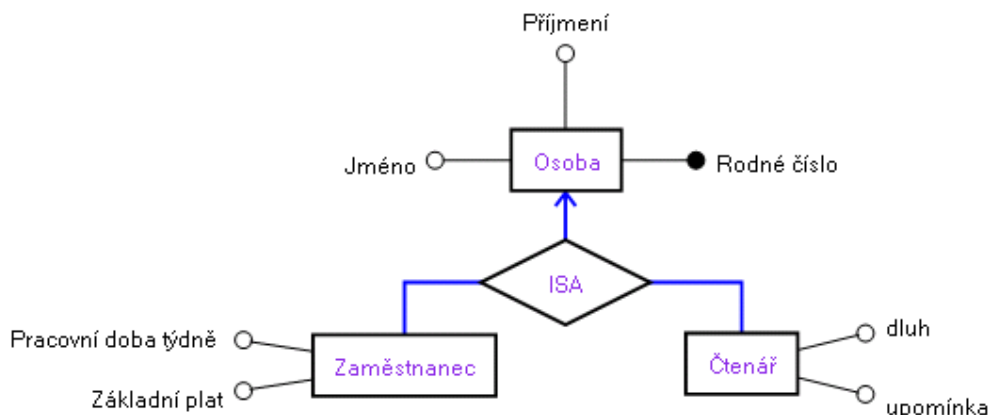 Příjmení
Jméno
Osoba
Rodné číslo
ISA
Pracovní doba týdně
Základní plat
Zaměstnanec
Čtenář
dluh
upomínka